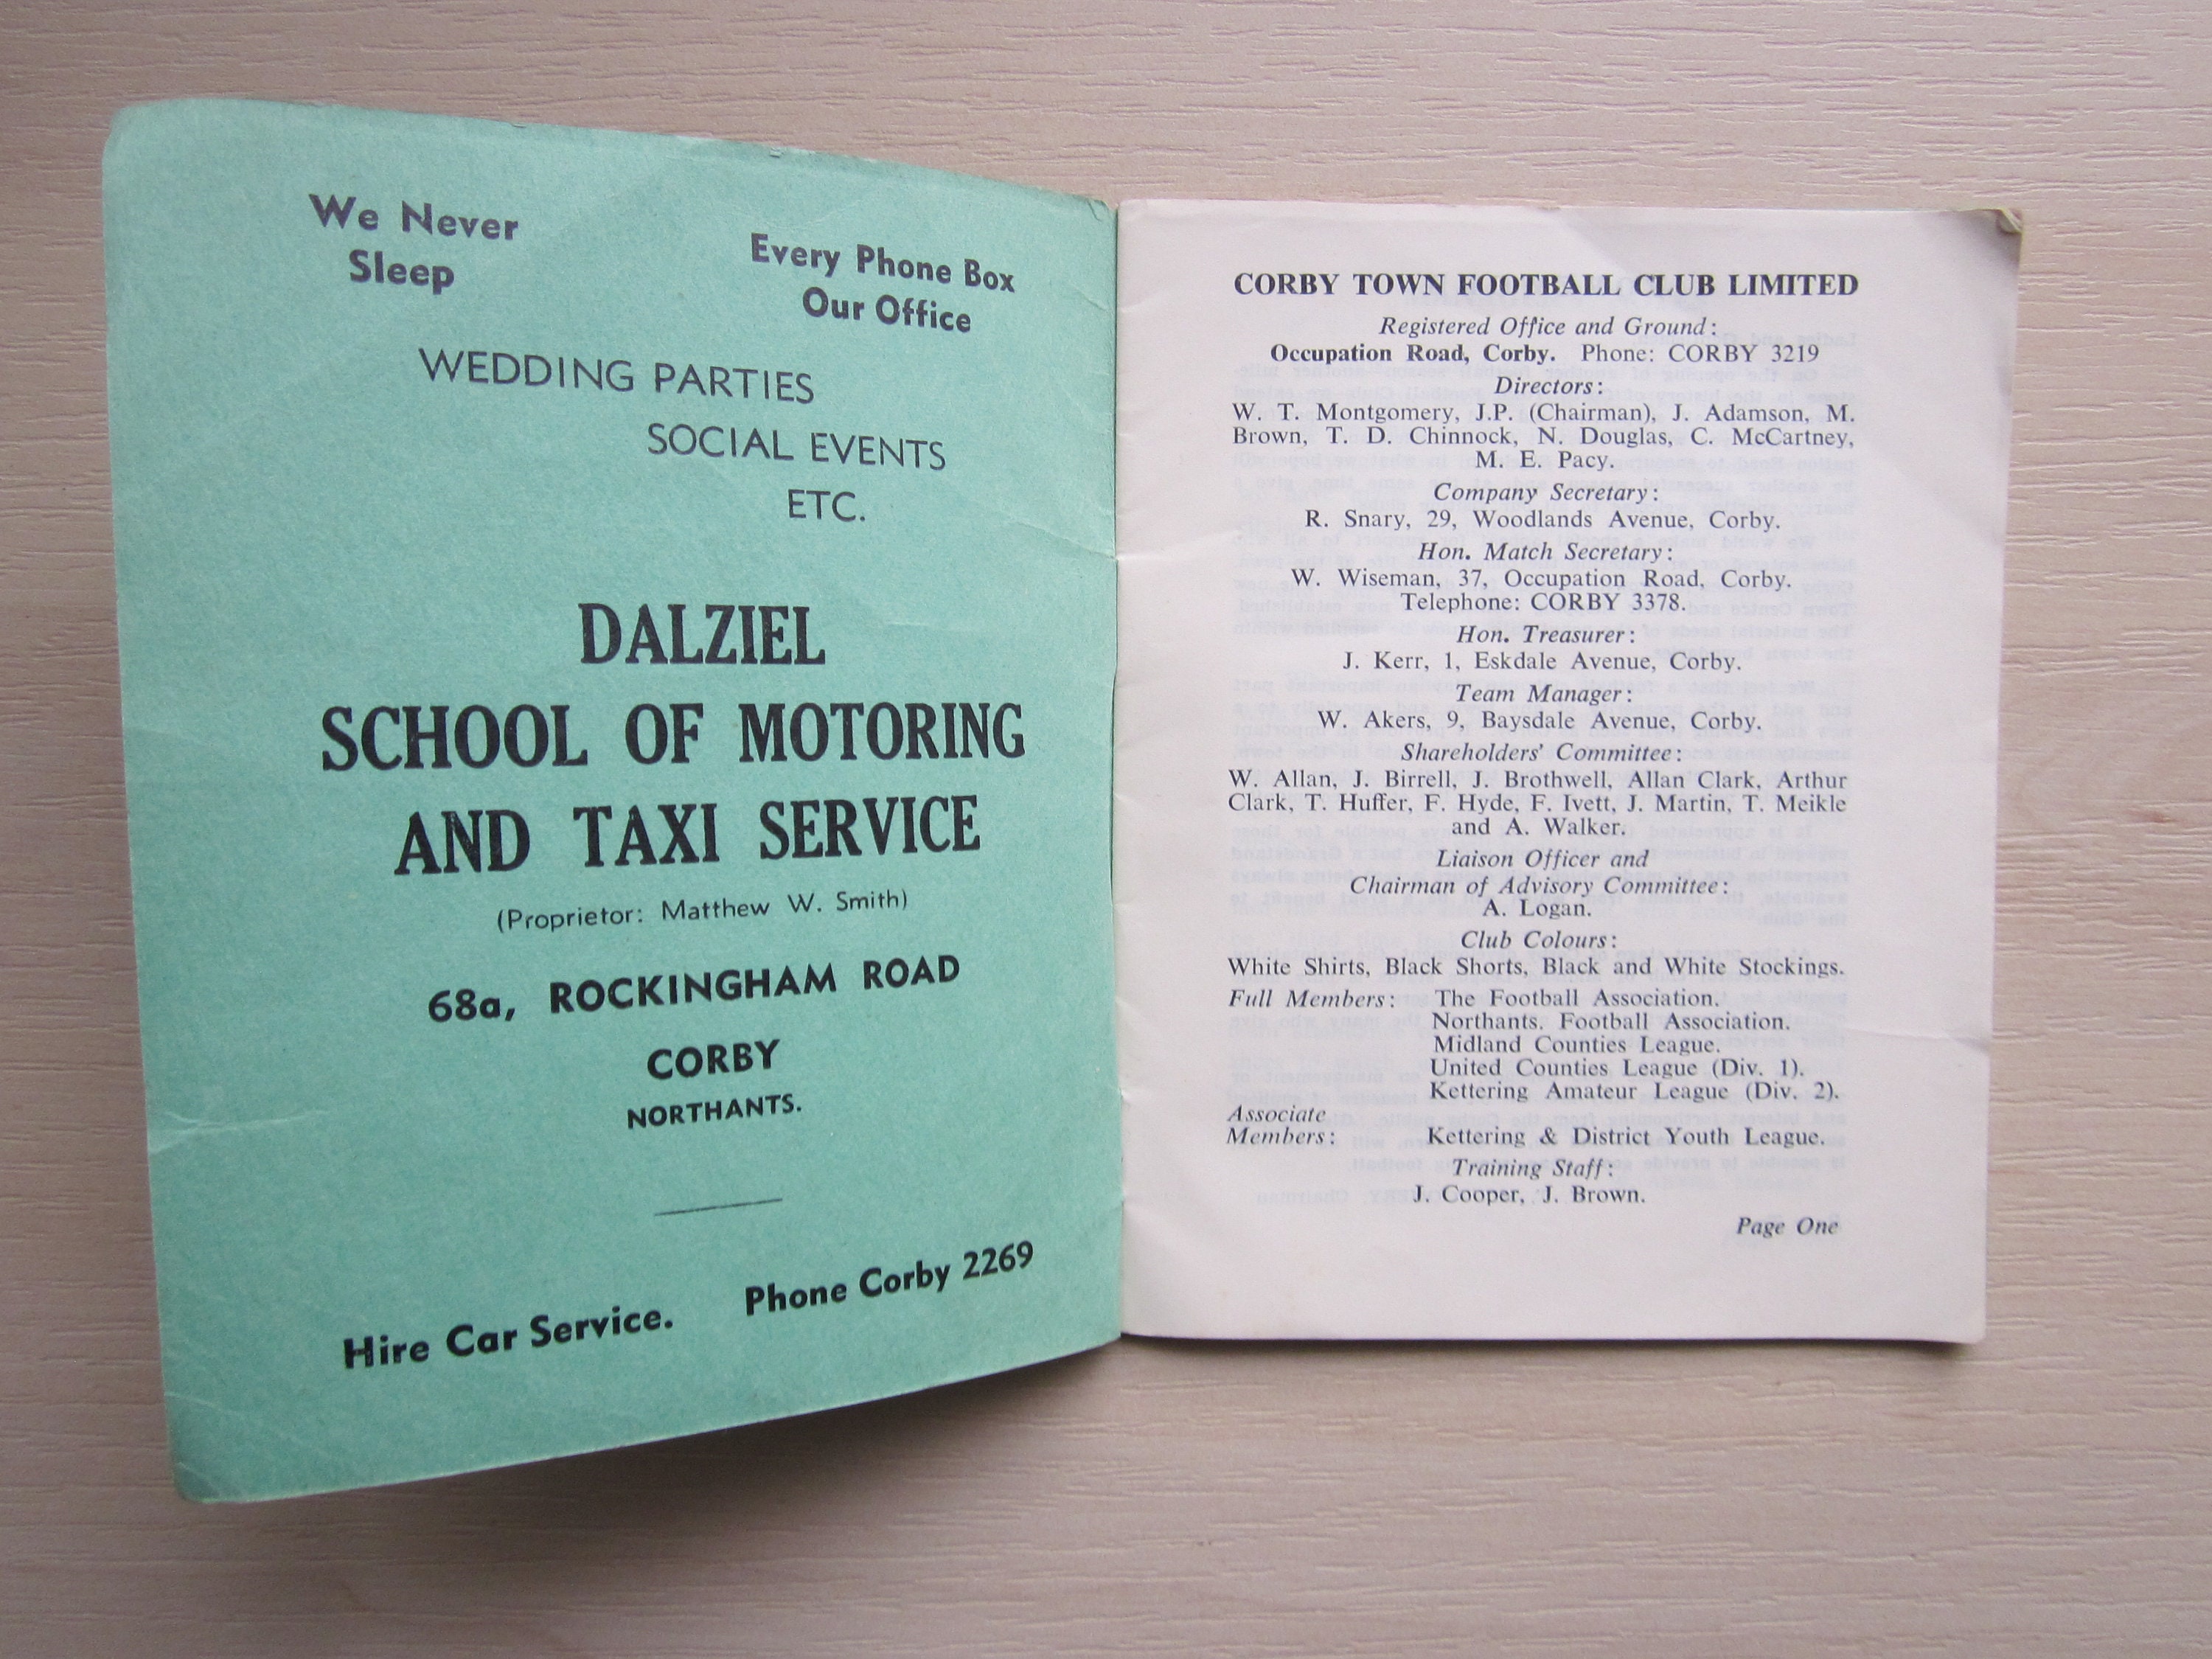 We Never
Sleep
Every Phone Box
Our Office
WEDDING PARTIES
SOCIAL EVENTS
ETC.
DALZIEL
SCHOOL OF MOTORING
AND TAXI SERVICE
(Proprietor: Matthew W. Smith)
68a, ROCKINGHAM ROAD
CORBY
NORTHANTS.
Hire Car Service.
Phone Corby 2269
CORBY TOWN FOOTBALL CLUB LIMITED
Registered Office and Ground:
Occupation Road, Corby. Phone: CORBY 3219
Directors:
W. T. Montgomery, J.P. (Chairman), J. Adamson, M.
Brown, T. D. Chinnock, N. Douglas, C. McCartney,
M. E. Pacy.
Company Secretary:
R. Snary, 29, Woodlands Avenue, Corby.
Hon. Match Secretary:
W. Wiseman, 37, Occupation Road, Corby.
Telephone: CORBY 3378.
Hon. Treasurer:
J. Kerr, 1, Eskdale Avenue, Corby.
Team Manager:
W. Akers, 9, Baysdale Avenue, Corby.
Shareholders' Committee:
W. Allan, J. Birrell, J. Brothwell, Allan Clark, Arthur
Clark, T. Huffer, F. Hyde, F. Ivett, J. Martin, T. Meikle
and A. Walker.
Liaison Officer and
Chairman of Advisory Committee:
A. Logan.
Club Colours:
White Shirts, Black Shorts, Black and White Stockings.
Full Members: The Football Association.
Northants. Football Association.
Midland Counties League.
United Counties League (Div. 1).
Kettering Amateur League (Div. 2).
Associate
Members: Kettering & District Youth League.
Training Staff:
J. Cooper, J. Brown.
Page One